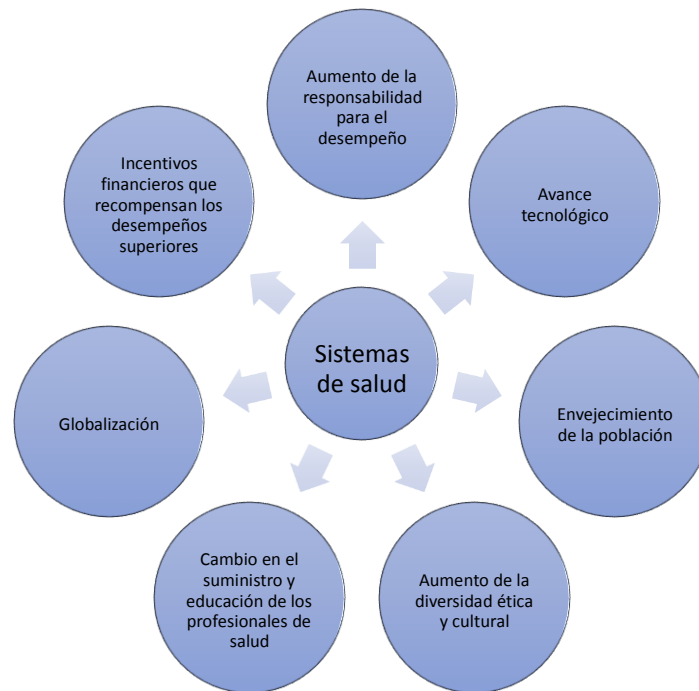 Aumento de la
responsabilidad
para el
desempeño
Avance
tecnológico
Envejecimiento
de la población
Aumento de la
diversidad ética
y cultural
Cambio en el
suministro y
educación de los
profesionales de
salud
Globalización
Incentivos
financieros que
recompensan los
desempeños
superiores
Sistemas
de salud